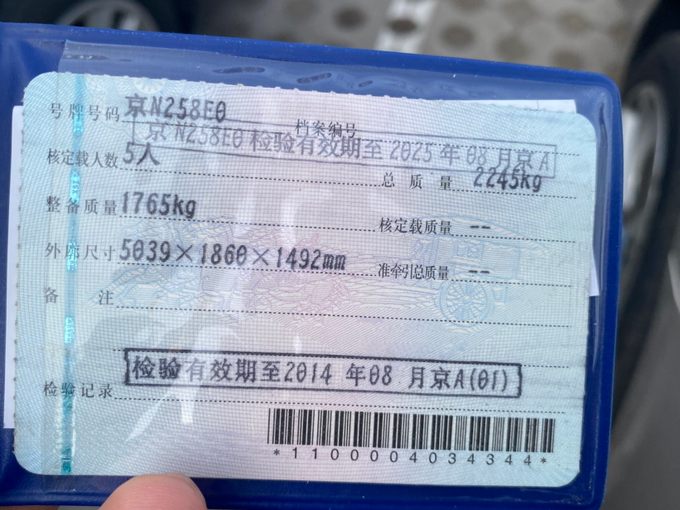 号牌号码 京N258E0
档案编号
京N258E0检验有效期至2025年08月京A
核定载人数 5人
总质量 2245kg
整备质量 1765kg
核定载质量 --
外廓尺寸 5039×1860×1492mm
准牵引总质量 --
备注
检验有效期至2014年08月京A(01)
检验记录
*1100004034344*